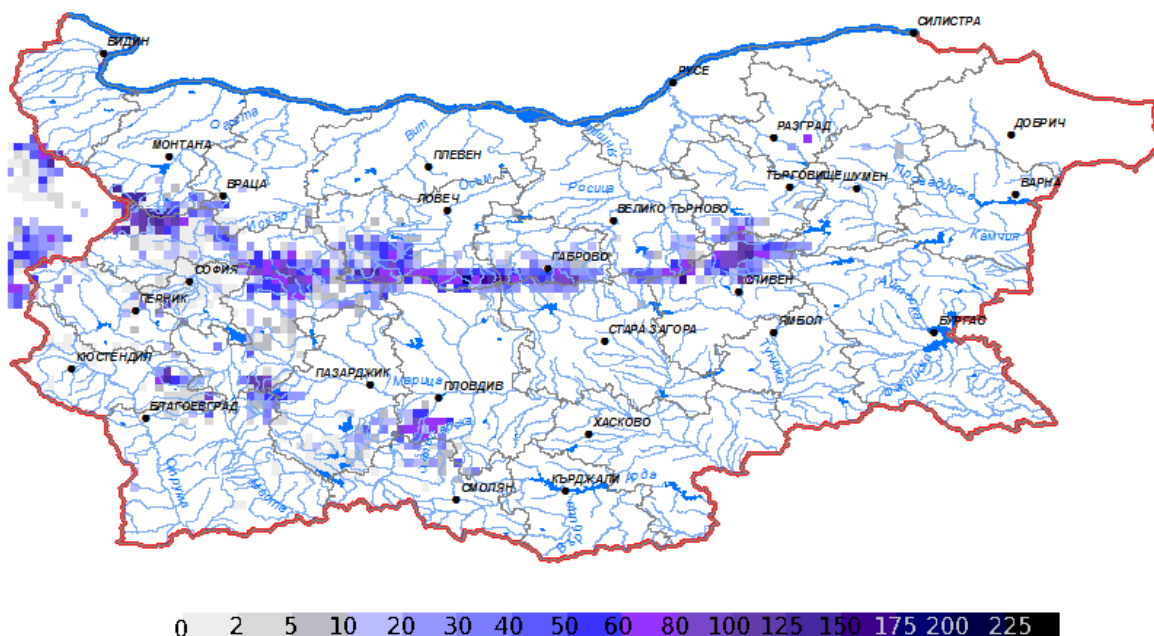 СИЛИСТРА
ВИДИН
РУСЕ
Огоста
Вит
РАЗГРАД
ДОБРИЧ
МОНТАНА
ПЛЕВЕН
Осъм
Росица
ТЪРГОВИЩЕ
ШУМЕН
ВРАЦА
ВАРНА
ЛОВЕЧ
Искър
ВЕЛИКО ТЪРНОВО
Камчия
СОФИЯ
ГАБРОВО
СЛИВЕН
ПЕРНИК
ЯМБОЛ
БУРГАС
СТАРА ЗАГОРА
Тунджа
КЮСТЕНДИЛ
ПАЗАРДЖИК
Марица
ПЛОВДИВ
БЛАГОЕВГРАД
ХАСКОВО
Струма
Места
СМОЛЯН
КЪРДЖАЛИ
0 2 5 10 20 30 40 50 60 80 100 125 150 175 200 225